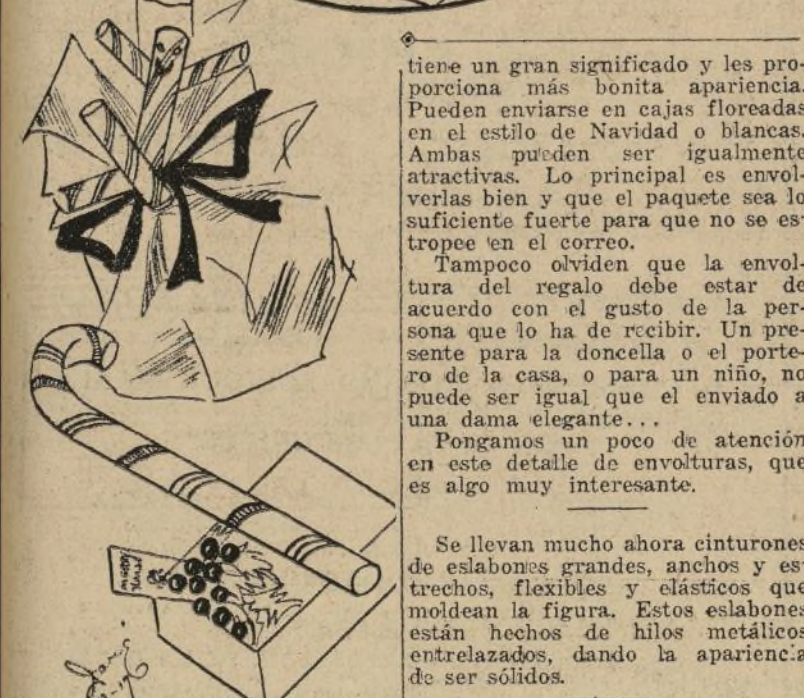 tiene un gran significado y les pro-
porciona más bonita apariencia.
Pueden enviarse en cajas floreadas
en el estilo de Navidad o blancas.
Ambas pueden ser igualmente
atractivas. Lo principal es envol-
verlas bien y que el paquete sea lo
suficiente fuerte para que no se es-
tropee en el correo.
Tampoco olviden que la envol-
tura del regalo debe estar de
acuerdo con el gusto de la per-
sona que lo ha de recibir. Un pre-
sente para la doncella o el porte-
ro de la casa, o para un niño, no
puede ser igual que el enviado a
una dama elegante...
Pongamos un poco de atención
en este detalle de envolturas, que
es algo muy interesante.
Se llevan mucho ahora cinturones
de eslabones grandes, anchos y es-
trechos, flexibles y elásticos que
moldean la figura. Estos eslabones
están hechos de hilos metálicos
entrelazados, dando la apariencia
de ser sólidos.